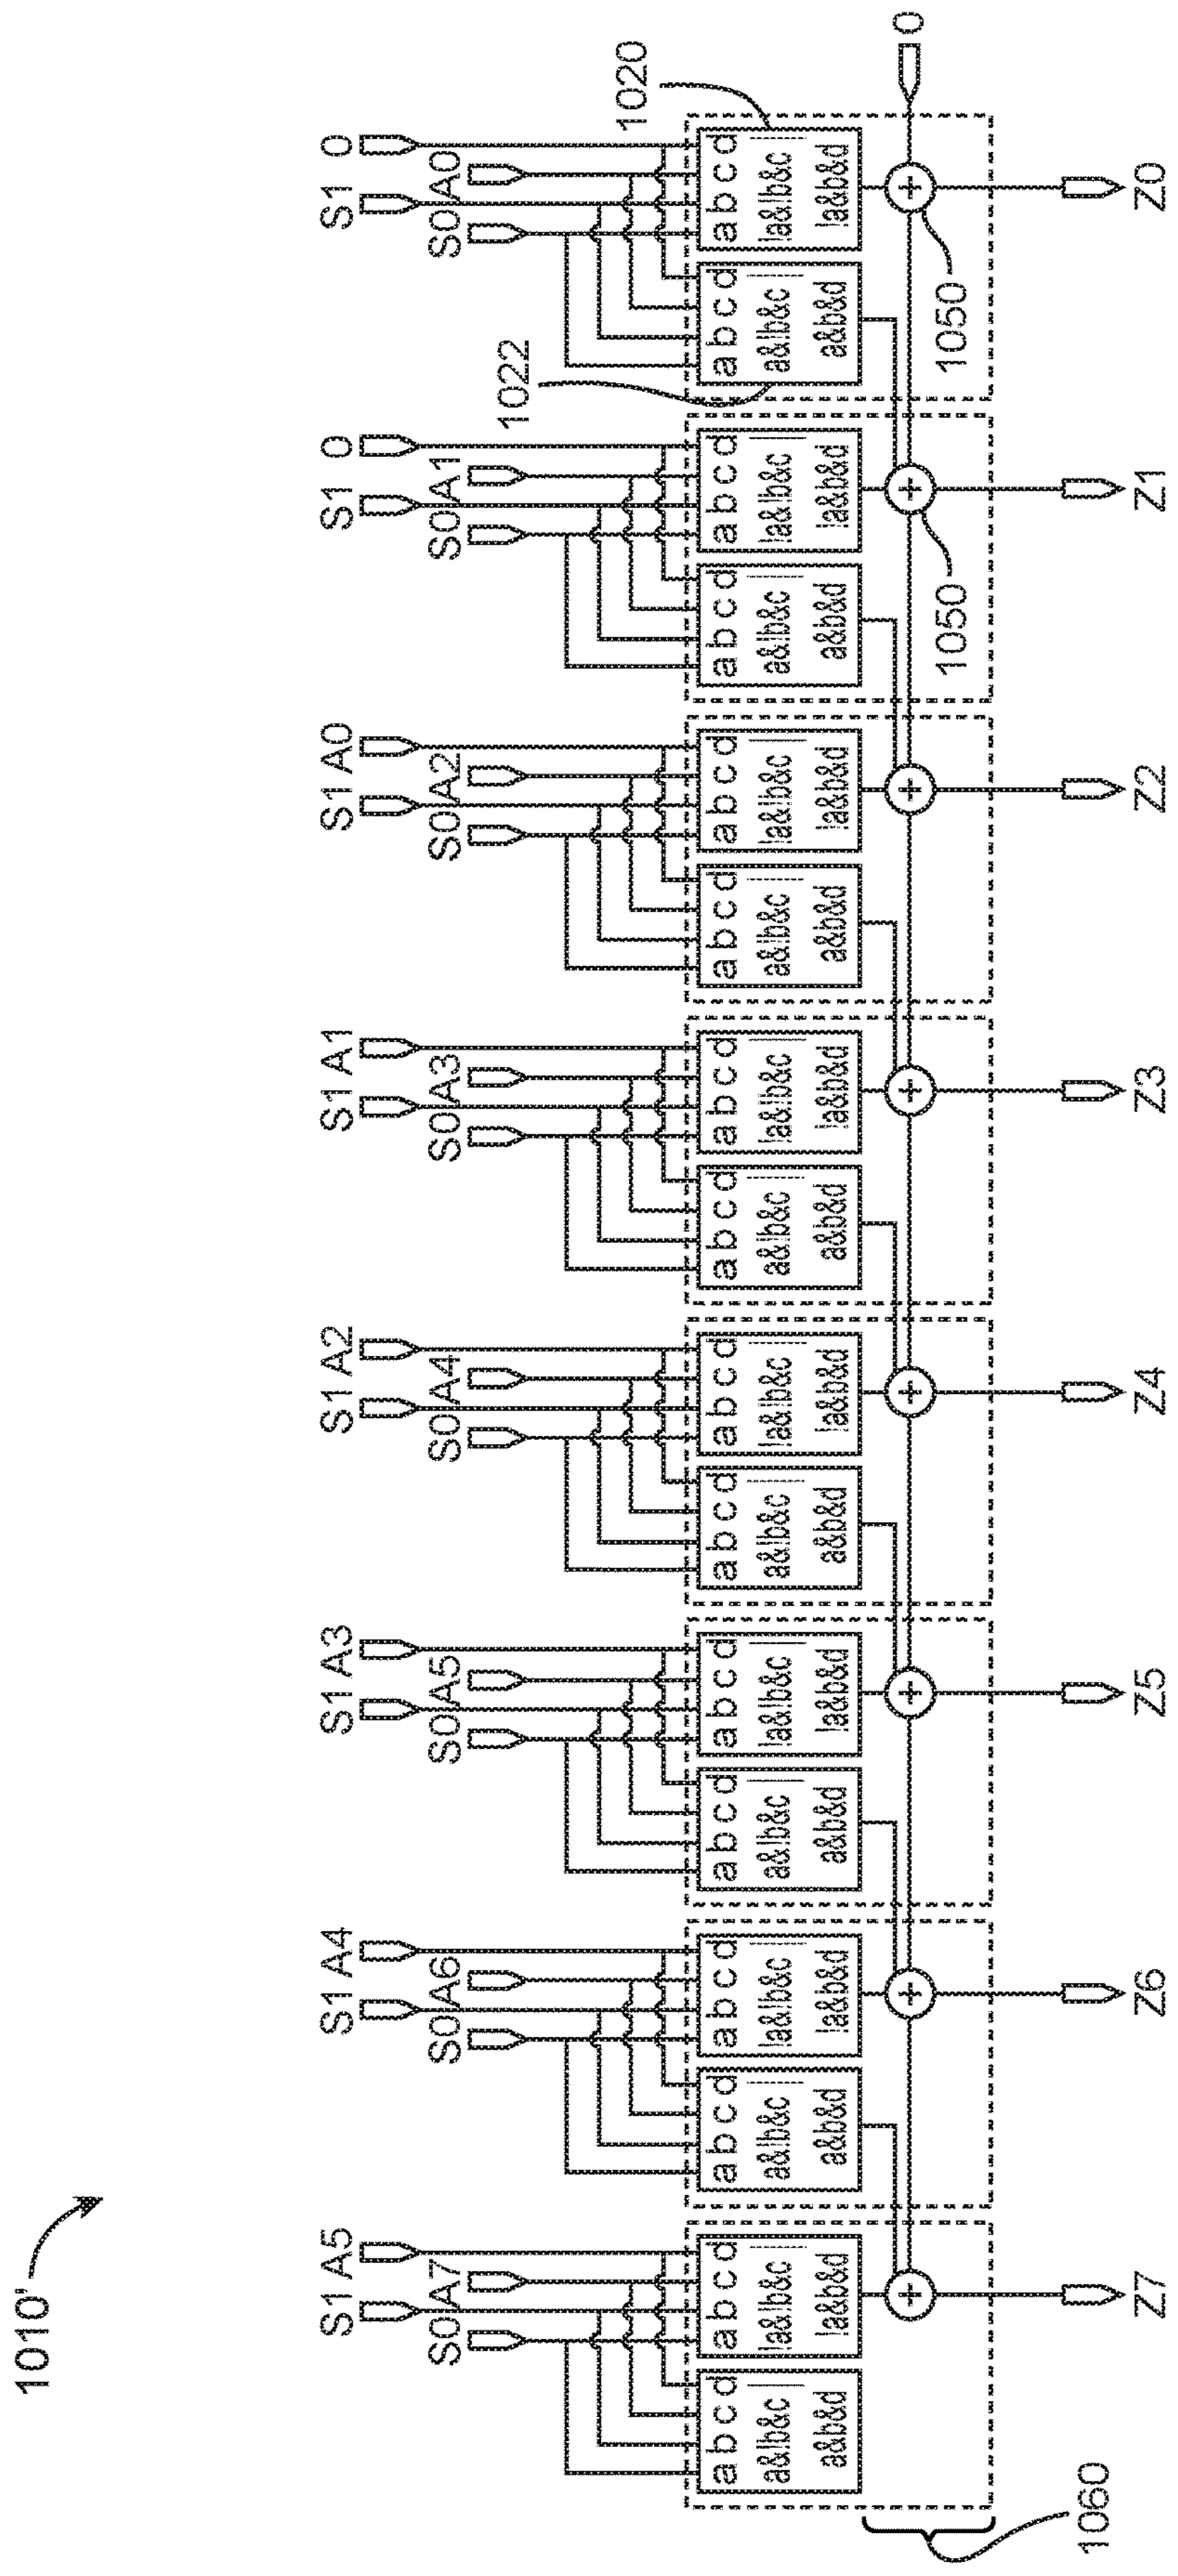 1010'
S1 A5 S1 A4 S1 A3 S1 A2 S1 A1 S1 A0 S1 0 S1 0
S0 A7 S0 A6 S0 A5 S0 A4 S0 A3 S0 A2 S0 A1 S0 A0
1022
1020
a b c d a b c d a b c d a b c d a b c d a b c d a b c d a b c d a b c d a b c d a b c d a b c d a b c d a b c d a b c d a b c d
a&!b&c | !a&!b&c | a&!b&c | !a&!b&c | a&!b&c | !a&!b&c | a&!b&c | !a&!b&c | a&!b&c | !a&!b&c | a&!b&c | !a&!b&c | a&!b&c | !a&!b&c | a&!b&c | !a&!b&c |
a&b&d !a&b&d a&b&d !a&b&d a&b&d !a&b&d a&b&d !a&b&d a&b&d !a&b&d a&b&d !a&b&d a&b&d !a&b&d a&b&d !a&b&d
+ + + + + + + + 0
1050 1050
1060
Z7 Z6 Z5 Z4 Z3 Z2 Z1 Z0